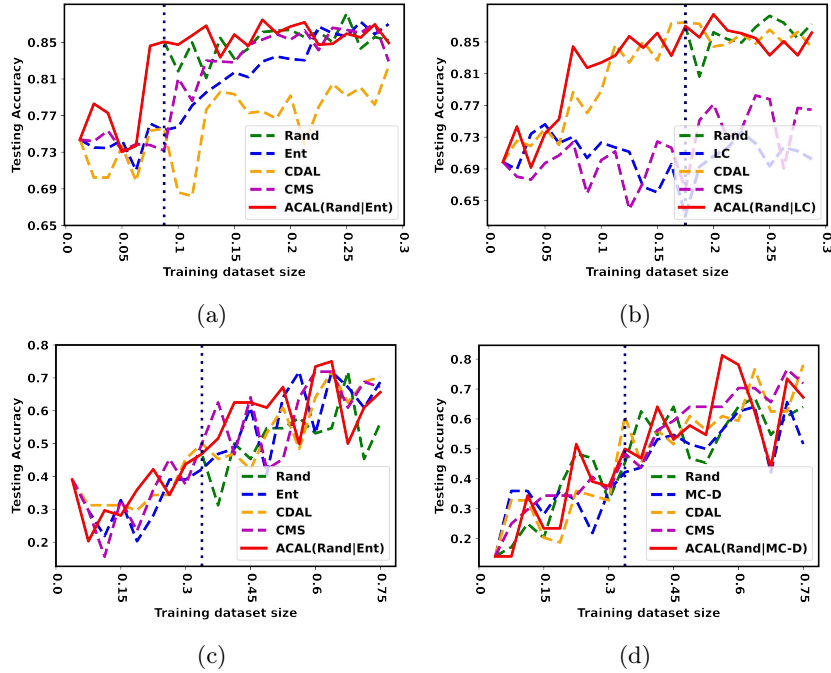 Testing Accuracy
0.85
0.81
0.77
0.73
0.69
0.65
Rand
Ent
CDAL
CMS
ACAL(Rand|Ent)
0
0.05
0.1
0.15
0.2
0.25
0.3
Training dataset size
(a)
Testing Accuracy
0.85
0.81
0.77
0.73
0.69
0.65
Rand
LC
CDAL
CMS
ACAL(Rand|LC)
0
0.05
0.1
0.15
0.2
0.25
0.3
Training dataset size
(b)
Testing Accuracy
0.8
0.7
0.6
0.5
0.4
0.3
0.2
Rand
Ent
CDAL
CMS
ACAL(Rand|Ent)
0
0.15
0.3
0.45
0.6
0.75
Training dataset size
(c)
Testing Accuracy
0.8
0.7
0.6
0.5
0.4
0.3
0.2
Rand
MC-D
CDAL
CMS
ACAL(Rand|MC-D)
0
0.15
0.3
0.45
0.6
0.75
Training dataset size
(d)